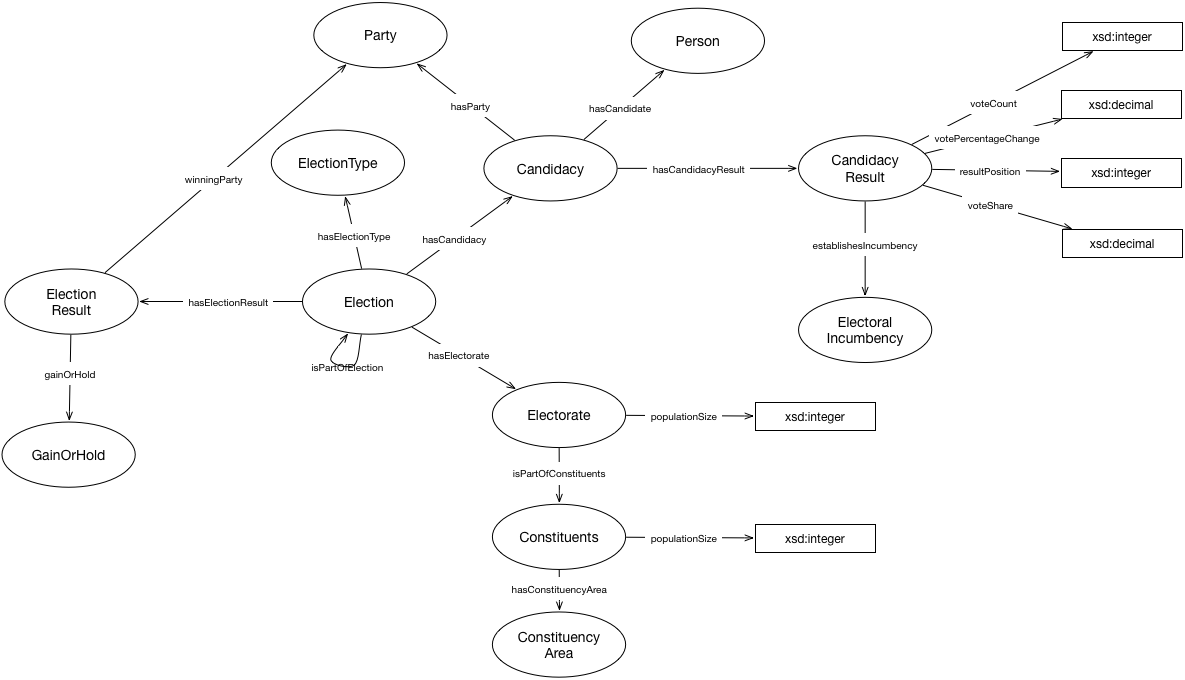 Party
Person
xsd:integer
hasParty
hasCandidate
voteCount
xsd:decimal
votePercentageChange
ElectionType
Candidacy
hasCandidacyResult
Candidacy
Result
resultPosition
xsd:integer
winningParty
voteShare
hasElectionType
hasCandidacy
establishesIncumbency
xsd:decimal
Election
Result
hasElectionResult
Election
Electoral
Incumbency
isPartOfElection
hasElectorate
gainOrHold
Electorate
populationSize
xsd:integer
GainOrHold
isPartOfConstituents
Constituents
populationSize
xsd:integer
hasConstituencyArea
Constituency
Area